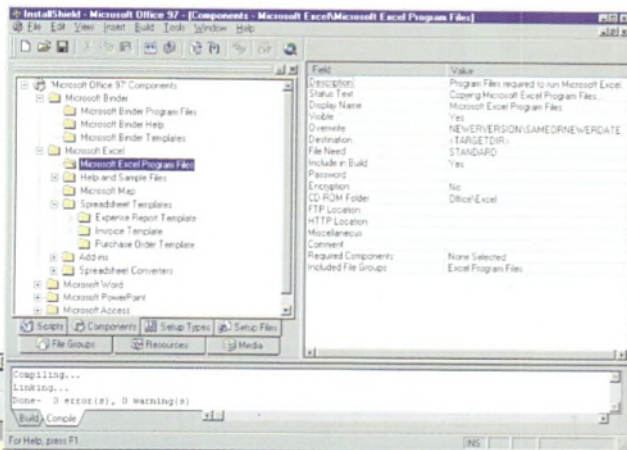 InstallShield - Microsoft Office 97 - [Components - Microsoft Excel\Microsoft Excel Program Files]
File Edit View Insert Build Tools Window Help
'Microsoft Office 97' Components
Microsoft Binder
Microsoft Binder Program Files
Microsoft Binder Help
Microsoft Binder Templates
Microsoft Excel
Microsoft Excel Program Files
Help and Sample Files
Microsoft Map
Spreadsheet Templates
Expense Report Template
Invoice Template
Purchase Order Template
Add-ins
Spreadsheet Converters
Microsoft Word
Microsoft PowerPoint
Microsoft Access
Scripts Components Setup Types Setup Files
File Groups Resources Media
Field Value
Description Program Files required to run Microsoft Excel
Status Text Copying Microsoft Excel Program Files...
Display Name Microsoft Excel Program Files
Visible Yes
Overwrite NEWERVERSION\SAMEORNEWERDATE
Destination <TARGETDIR>
File Need STANDARD
Include in Build Yes
Password
Encryption No
CD-ROM Folder Office\Excel
FTP Location
HTTP Location
Miscellaneous
Comment
Required Components None Selected
Included File Groups Excel Program Files
Compiling...
Linking...
Done- 0 error(s), 0 warning(s)
Build Compile
For Help, press F1 INS